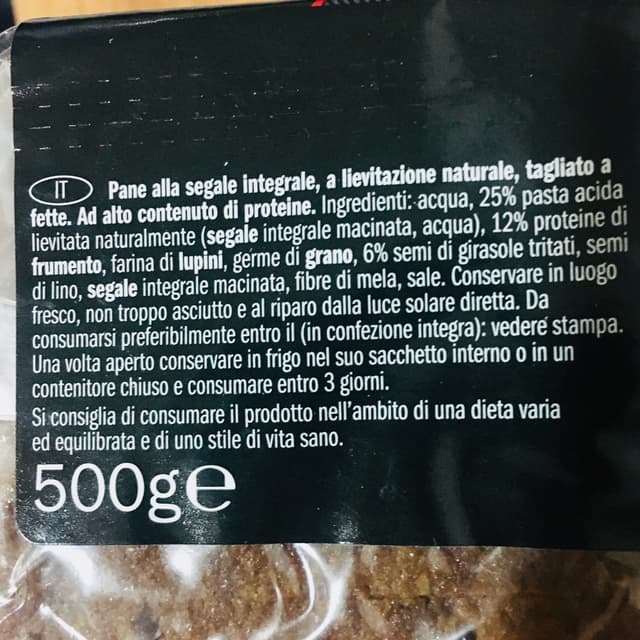 IT Pane alla segale integrale, a lievitazione naturale, tagliato a
fette. Ad alto contenuto di proteine. Ingredienti: acqua, 25% pasta acida
lievitata naturalmente (segale integrale macinata, acqua), 12% proteine di
frumento, farina di lupini, germe di grano, 6% semi di girasole tritati, semi
di lino, segale integrale macinata, fibre di mela, sale. Conservare in luogo
fresco, non troppo asciutto e al riparo dalla luce solare diretta. Da
consumarsi preferibilmente entro il (in confezione integra): vedere stampa.
Una volta aperto conservare in frigo nel suo sacchetto interno o in un
contenitore chiuso e consumare entro 3 giorni.
Si consiglia di consumare il prodotto nell'ambito di una dieta varia
ed equilibrata e di uno stile di vita sano.
500g℮